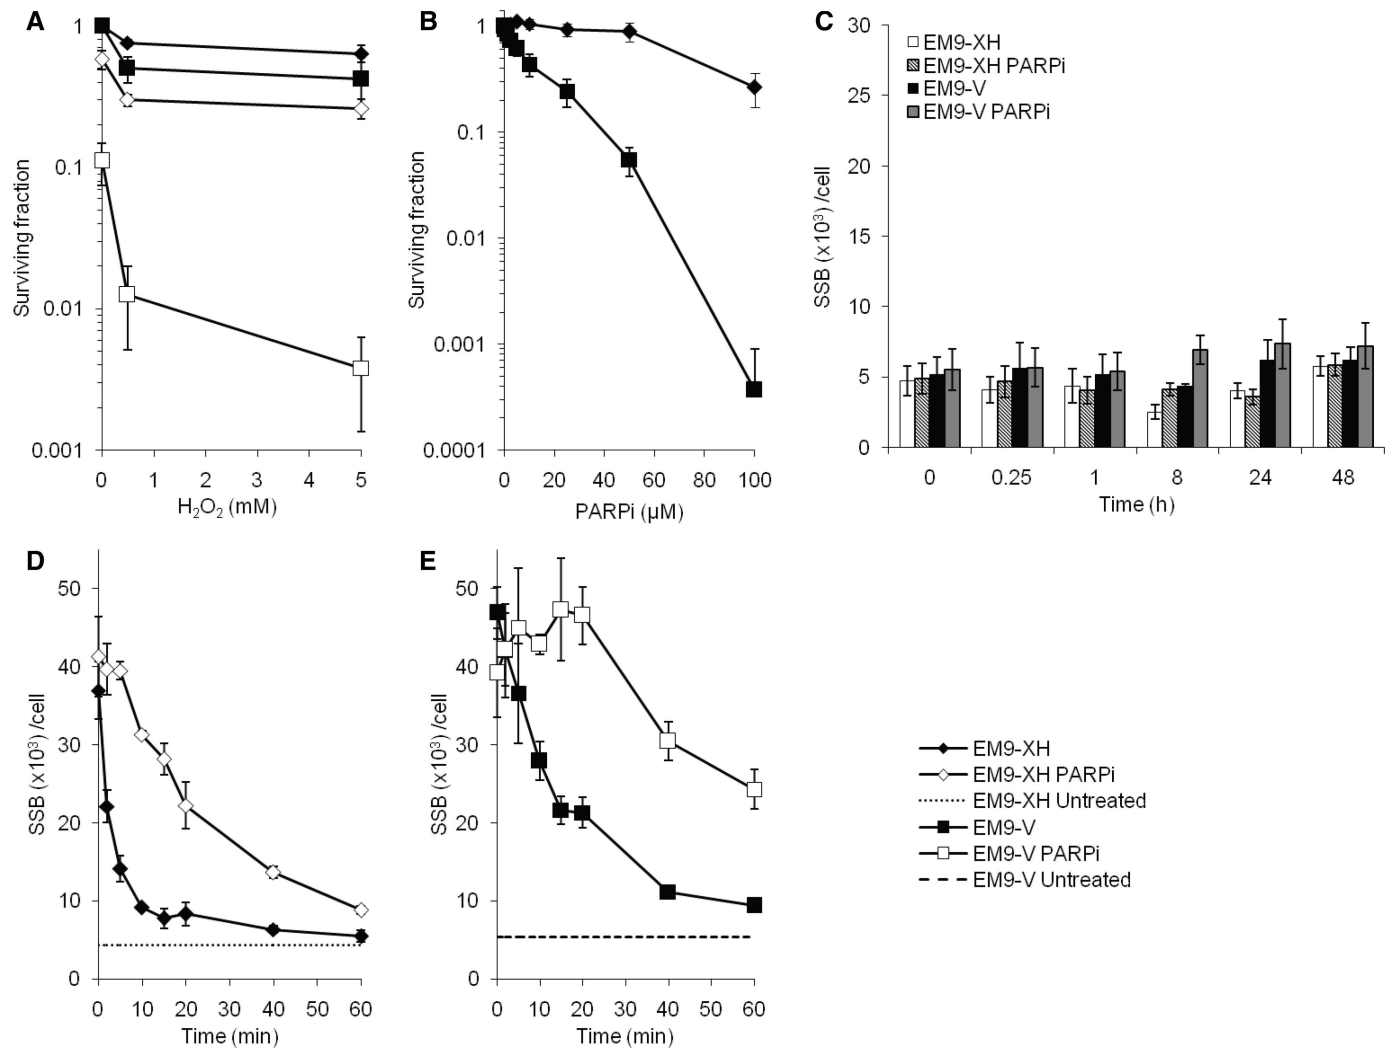 A
1
0.1
0.01
0.001
Surviving fraction
0
1
2
3
4
5
H₂O₂ (mM)
B
1
0.1
0.01
0.001
0.0001
Surviving fraction
0
20
40
60
80
100
PARPi (µM)
C
30
25
20
15
10
5
0
SSB (x10³) /cell
EM9-XH
EM9-XH PARPi
EM9-V
EM9-V PARPi
0
0.25
1
8
24
48
Time (h)
D
50
40
30
20
10
0
SSB (x10³) /cell
0
10
20
30
40
50
60
Time (min)
E
50
40
30
20
10
0
SSB (x10³) /cell
0
10
20
30
40
50
60
Time (min)
EM9-XH
EM9-XH PARPi
EM9-XH Untreated
EM9-V
EM9-V PARPi
EM9-V Untreated